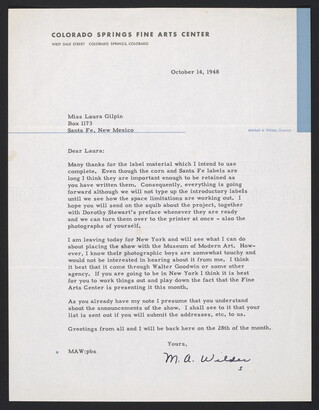 COLORADO SPRINGS FINE ARTS CENTER
WEST DALE STREET COLORADO SPRINGS, COLORADO
October 14, 1948
Miss Laura Gilpin
Box 1173
Santa Fe, New Mexico
Mitchell A. Wilder, Director
Dear Laura:
Many thanks for the label material which I intend to use
complete. Even though the corn and Santa Fe labels are
long I think they are important enough to be retained as
you have written them. Consequently, everything is going
forward although we will not type up the introductory labels
until we see how the space limitations are working out. I
hope you will send on the squib about the project, together
with Dorothy Stewart's preface whenever they are ready
and we can turn them over to the printer at once - also the
photographs of yourself.
I am leaving today for New York and will see what I can do
about placing the show with the Museum of Modern Art. How-
ever, I know their photographic boys are somewhat touchy and
would not be interested in hearing about it from me. I think
it best that it come through Walter Goodwin or some other
agency. If you are going to be in New York I think it is best
for you to work things out and play down the fact that the Fine
Arts Center is presenting it this month.
As you already have my note I presume that you understand
about the announcements of the show. I shall see to it that your
list is sent out if you will submit the addresses, etc. to us.
Greetings from all and I will be back here on the 28th of the month.
Yours,
M. A. Wilder
MAW:pbs